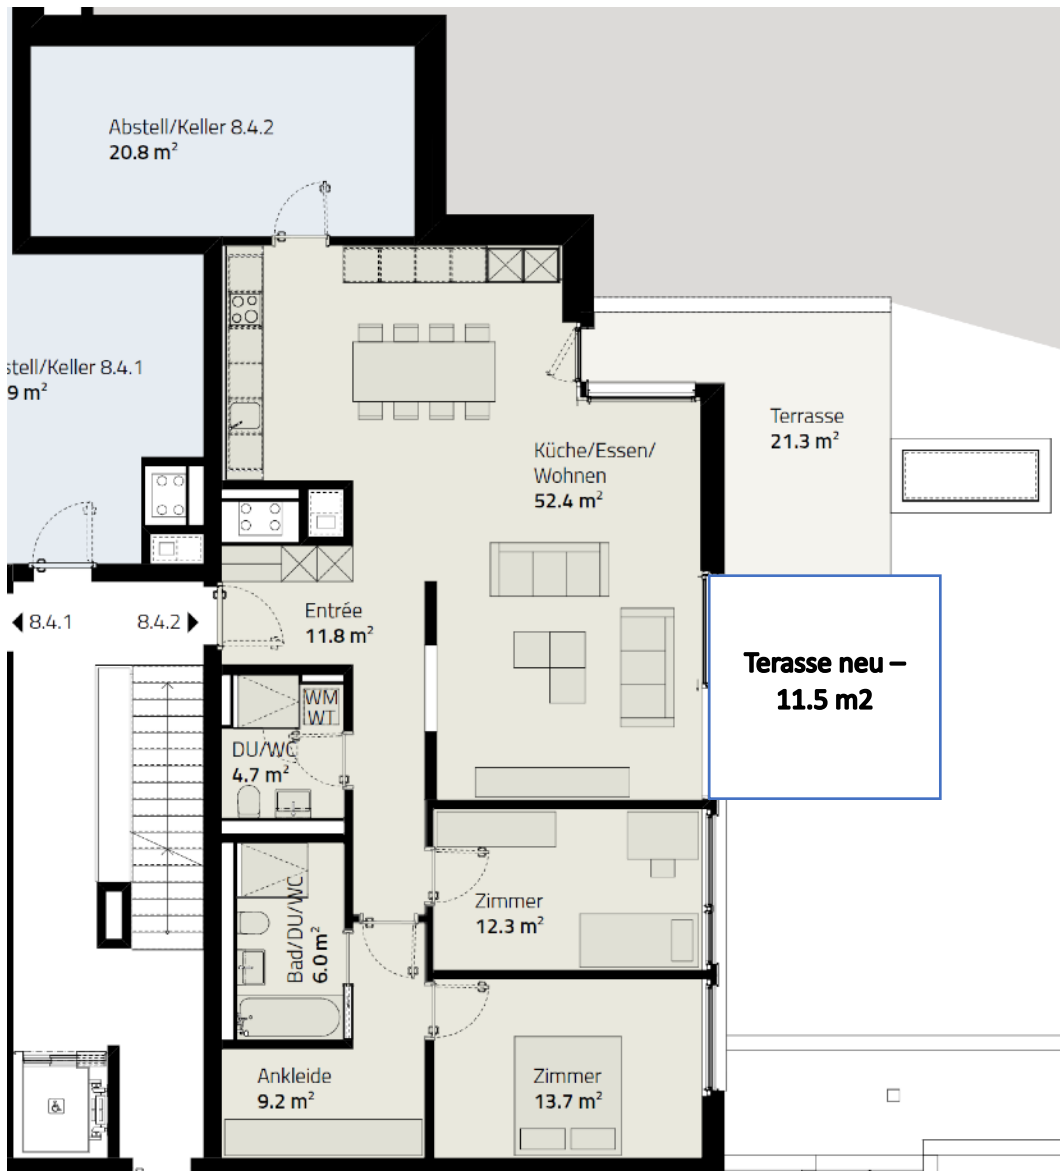 Abstell/Keller 8.4.2
20.8 m²
stell/Keller 8.4.1
9 m²
Terrasse
21.3 m²
Küche/Essen/
Wohnen
52.4 m²
8.4.1
8.4.2
Entrée
11.8 m²
Terasse neu –
11.5 m2
WM
WT
DU/WC
4.7 m²
Zimmer
12.3 m²
Bad/DU/WC
6.0 m²
Ankleide
9.2 m²
Zimmer
13.7 m²